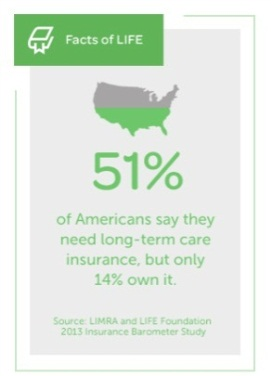 Facts of LIFE
51%
of Americans say they
need long-term care
insurance, but only
14% own it.
Source: LIMRA and LIFE Foundation
2013 Insurance Barometer Study